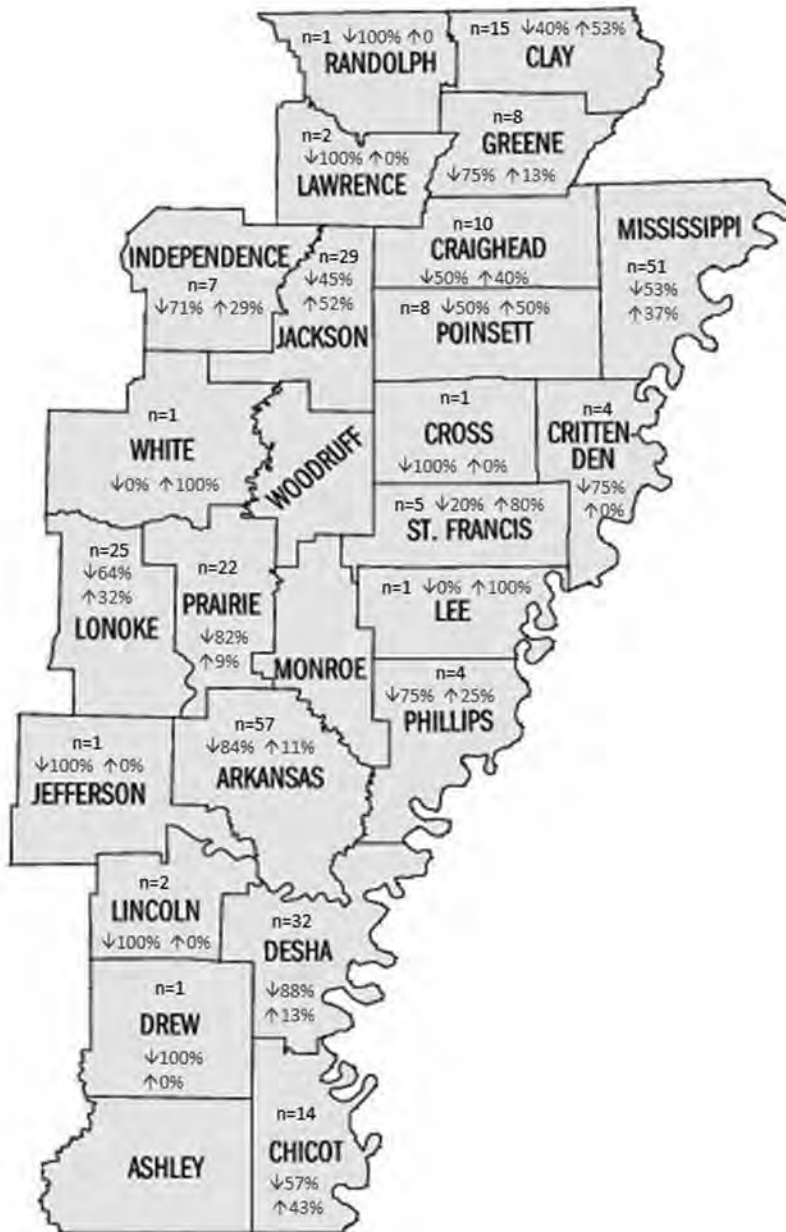 n=1 ↓100% ↑0
RANDOLPH
n=15 ↓40% ↑53%
CLAY
n=2
↓100% ↑0%
LAWRENCE
n=8
GREENE
↓75% ↑13%
INDEPENDENCE
n=7
↓71% ↑29%
n=29
↓45%
↑52%
JACKSON
n=10
CRAIGHEAD
↓50% ↑40%
MISSISSIPPI
n=51
↓53%
↑37%
n=8 ↓50% ↑50%
POINSETT
n=1
WHITE
↓0% ↑100%
WOODRUFF
n=1
CROSS
↓100% ↑0%
n=4
CRITTEN-
DEN
↓75%
↑0%
n=5 ↓20% ↑80%
ST. FRANCIS
n=25
↓64%
↑32%
LONOKE
n=22
PRAIRIE
↓82%
↑9%
MONROE
n=1 ↓0% ↑100%
LEE
n=4
↓75% ↑25%
PHILLIPS
n=1
↓100% ↑0%
JEFFERSON
n=57
↓84% ↑11%
ARKANSAS
n=2
LINCOLN
↓100% ↑0%
n=32
DESHA
↓88%
↑13%
n=1
DREW
↓100%
↑0%
ASHLEY
n=14
CHICOT
↓57%
↑43%